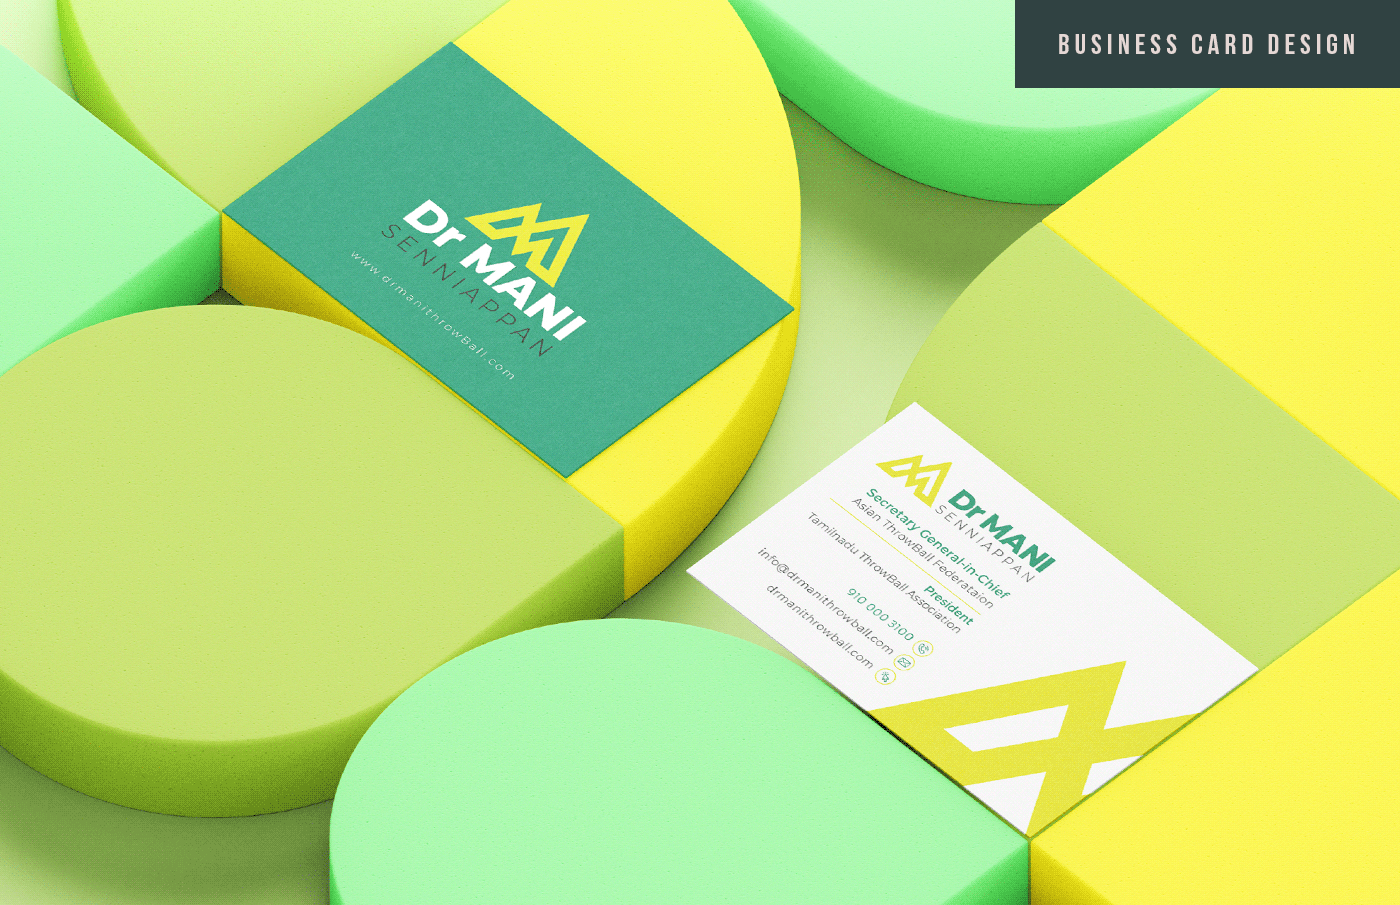 BUSINESS CARD DESIGN
Dr MANI
SENNIAPPAN
www.drmanithrowBall.com
Dr MANI
SENNIAPPAN
Secretary General-in-Chief
Asian ThrowBall Federataion
President
Tamilnadu ThrowBall Association
910 000 3100
info@drmanithrowball.com
drmanithrowball.com